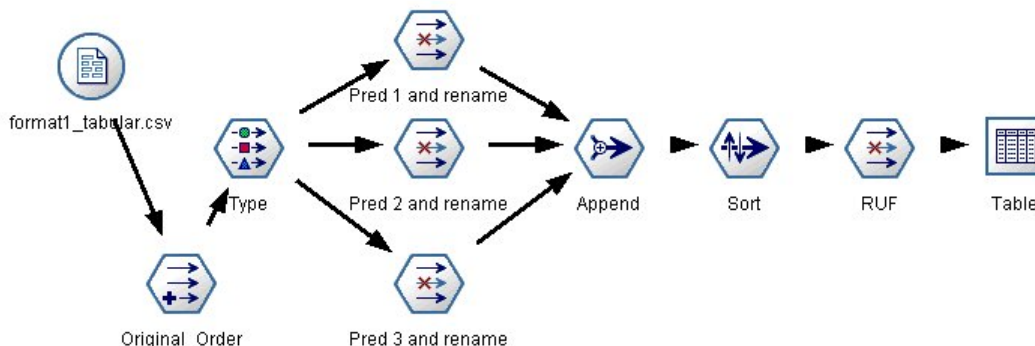 Pred 1 and rename
format1_tabular.csv
Type
Pred 2 and rename
Append
Sort
RUF
Table
Original_Order
Pred 3 and rename